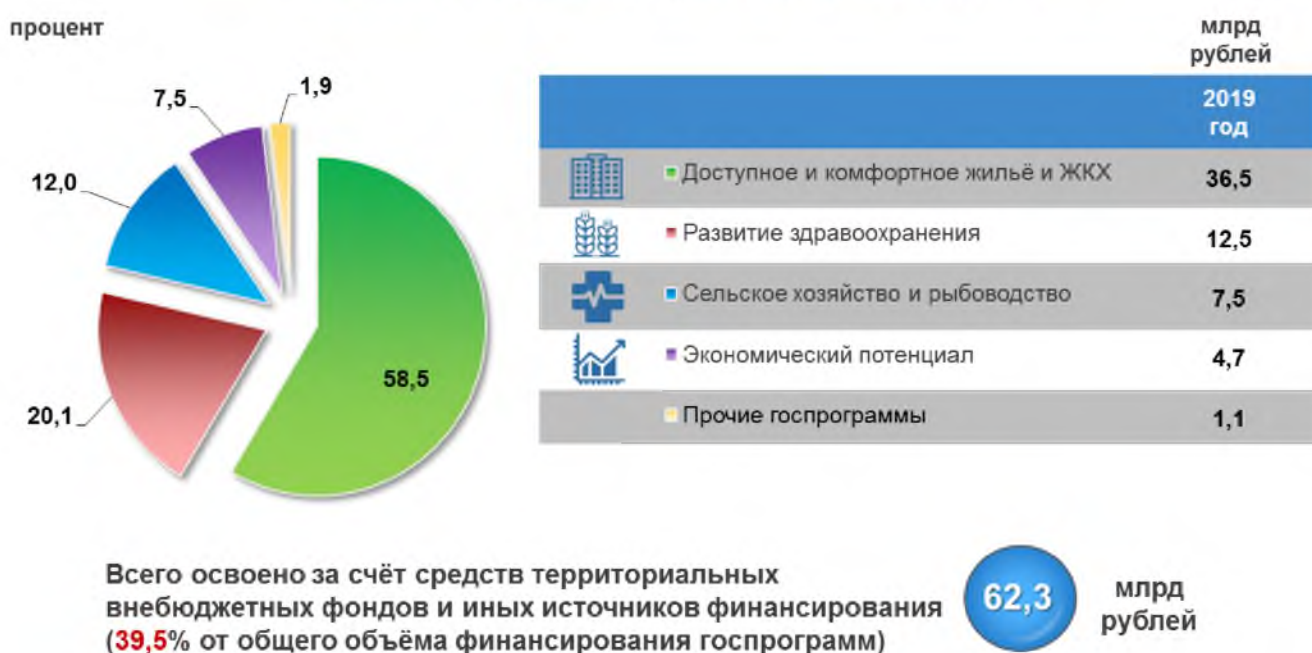 процент
1,9
7,5
12,0
20,1
58,5
млрд
рублей
2019
год
Доступное и комфортное жильё и ЖКХ 36,5
Развитие здравоохранения 12,5
Сельское хозяйство и рыбоводство 7,5
Экономический потенциал 4,7
Прочие госпрограммы 1,1
Всего освоено за счёт средств территориальных
внебюджетных фондов и иных источников финансирования
(39,5% от общего объёма финансирования госпрограмм)
62,3
млрд
рублей